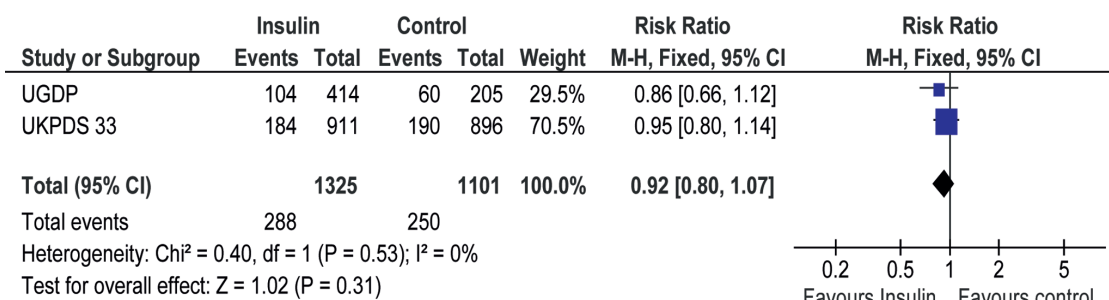 Insulin Control Risk Ratio Risk Ratio
Study or Subgroup Events Total Events Total Weight M-H, Fixed, 95% CI M-H, Fixed, 95% CI
UGDP 104 414 60 205 29.5% 0.86 [0.66, 1.12]
UKPDS 33 184 911 190 896 70.5% 0.95 [0.80, 1.14]
Total (95% CI) 1325 1101 100.0% 0.92 [0.80, 1.07]
Total events 288 250
Heterogeneity: Chi² = 0.40, df = 1 (P = 0.53); I² = 0%
Test for overall effect: Z = 1.02 (P = 0.31)
0.2 0.5 1 2 5
Favours Insulin Favours control